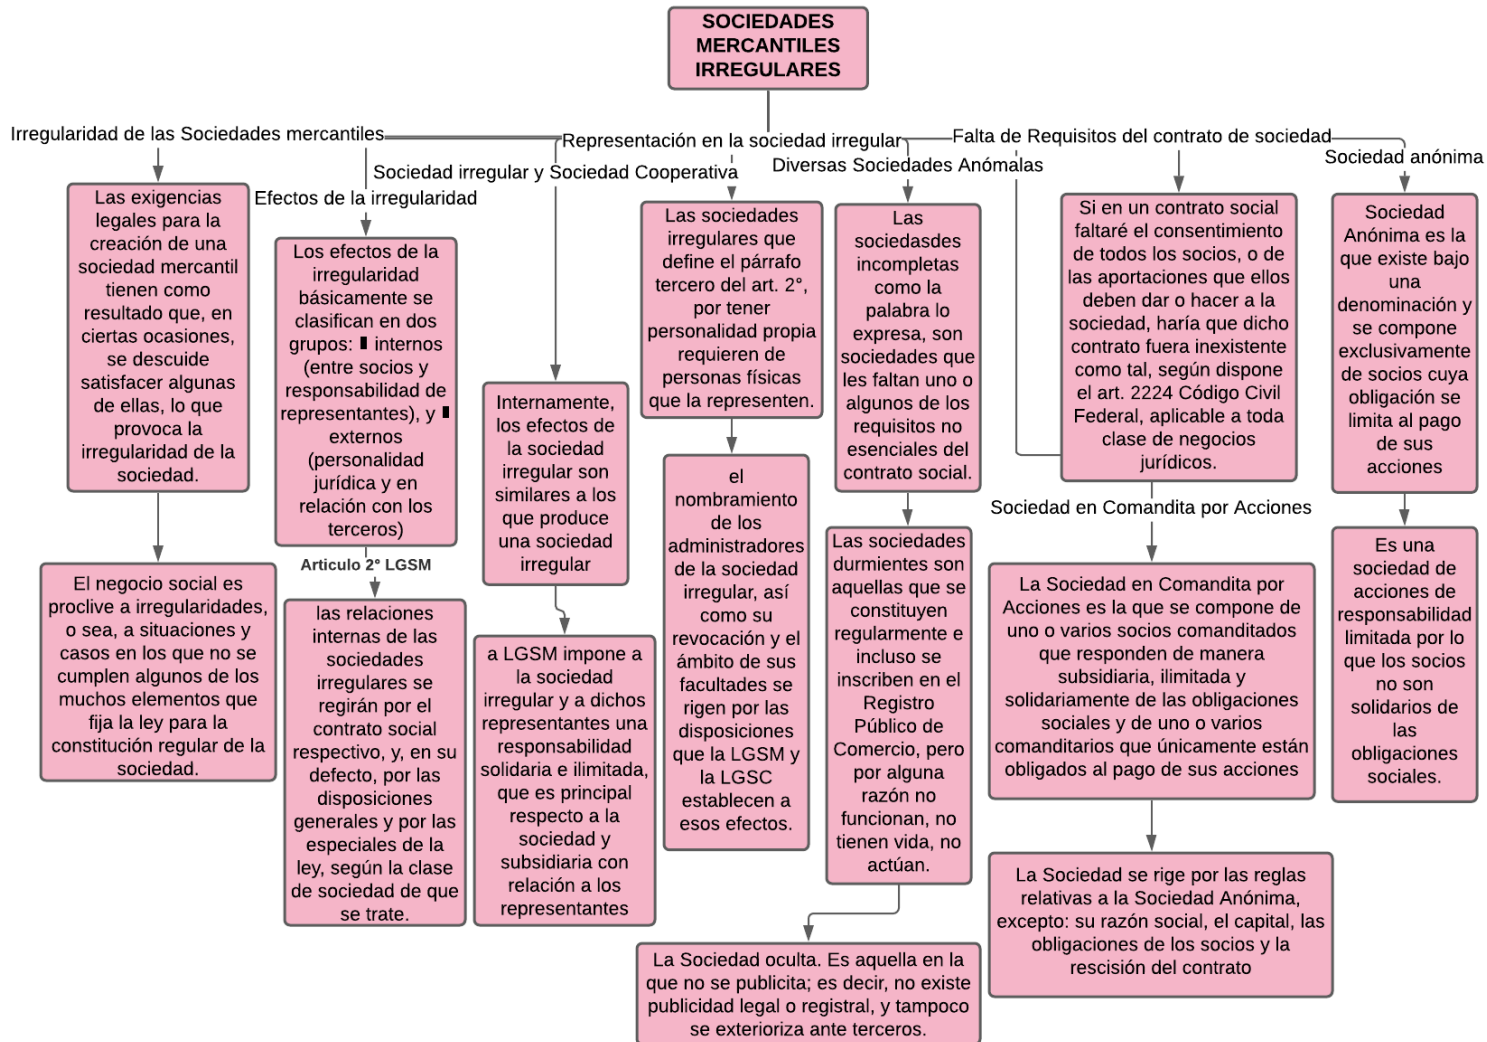 SOCIEDADES
MERCANTILES
IRREGULARES
Irregularidad de las Sociedades mercantiles
Las exigencias
legales para la
creación de una
sociedad mercantil
tienen como
resultado que, en
ciertas ocasiones,
se descuide
satisfacer algunas
de ellas, lo que
provoca la
irregularidad de la
sociedad.
El negocio social es
proclive a irregularidades,
o sea, a situaciones y
casos en los que no se
cumplen algunos de los
muchos elementos que
fija la ley para la
constitución regular de la
sociedad.
Efectos de la irregularidad
Los efectos de la
irregularidad
básicamente se
clasifican en dos
grupos: ▮ internos
(entre socios y
responsabilidad de
representantes), y ▮
externos
(personalidad
jurídica y en
relación con los
terceros)
Articulo 2° LGSM
las relaciones
internas de las
sociedades
irregulares se
regirán por el
contrato social
respectivo, y, en su
defecto, por las
disposiciones
generales y por las
especiales de la
ley, según la clase
de sociedad de que
se trate.
Sociedad irregular y Sociedad Cooperativa
Internamente,
los efectos de
la sociedad
irregular son
similares a los
que produce
una sociedad
irregular
a LGSM impone a
la sociedad
irregular y a dichos
representantes una
responsabilidad
solidaria e ilimitada,
que es principal
respecto a la
sociedad y
subsidiaria con
relación a los
representantes
Representación en la sociedad irregular
Las sociedades
irregulares que
define el párrafo
tercero del art. 2°,
por tener
personalidad propia
requieren de
personas físicas
que la representen.
el
nombramiento
de los
administradores
de la sociedad
irregular, así
como su
revocación y el
ámbito de sus
facultades se
rigen por las
disposiciones
que la LGSM y
la LGSC
establecen a
esos efectos.
Diversas Sociedades Anómalas
Las
sociedasdes
incompletas
como la
palabra lo
expresa, son
sociedades que
les faltan uno o
algunos de los
requisitos no
esenciales del
contrato social.
Las sociedades
durmientes son
aquellas que se
constituyen
regularmente e
incluso se
inscriben en el
Registro
Público de
Comercio, pero
por alguna
razón no
funcionan, no
tienen vida, no
actúan.
La Sociedad oculta. Es aquella en la
que no se publicita; es decir, no existe
publicidad legal o registral, y tampoco
se exterioriza ante terceros.
Falta de Requisitos del contrato de sociedad
Si en un contrato social
faltaré el consentimiento
de todos los socios, o de
las aportaciones que ellos
deben dar o hacer a la
sociedad, haría que dicho
contrato fuera inexistente
como tal, según dispone
el art. 2224 Código Civil
Federal, aplicable a toda
clase de negocios
jurídicos.
Sociedad en Comandita por Acciones
La Sociedad en Comandita por
Acciones es la que se compone de
uno o varios socios comanditados
que responden de manera
subsidiaria, ilimitada y
solidariamente de las obligaciones
sociales y de uno o varios
comanditarios que únicamente están
obligados al pago de sus acciones
La Sociedad se rige por las reglas
relativas a la Sociedad Anónima,
excepto: su razón social, el capital, las
obligaciones de los socios y la
rescisión del contrato
Sociedad anónima
Sociedad
Anónima es la
que existe bajo
una
denominación y
se compone
exclusivamente
de socios cuya
obligación se
limita al pago
de sus
acciones
Es una
sociedad de
acciones de
responsabilidad
limitada por lo
que los socios
no son
solidarios de
las
obligaciones
sociales.